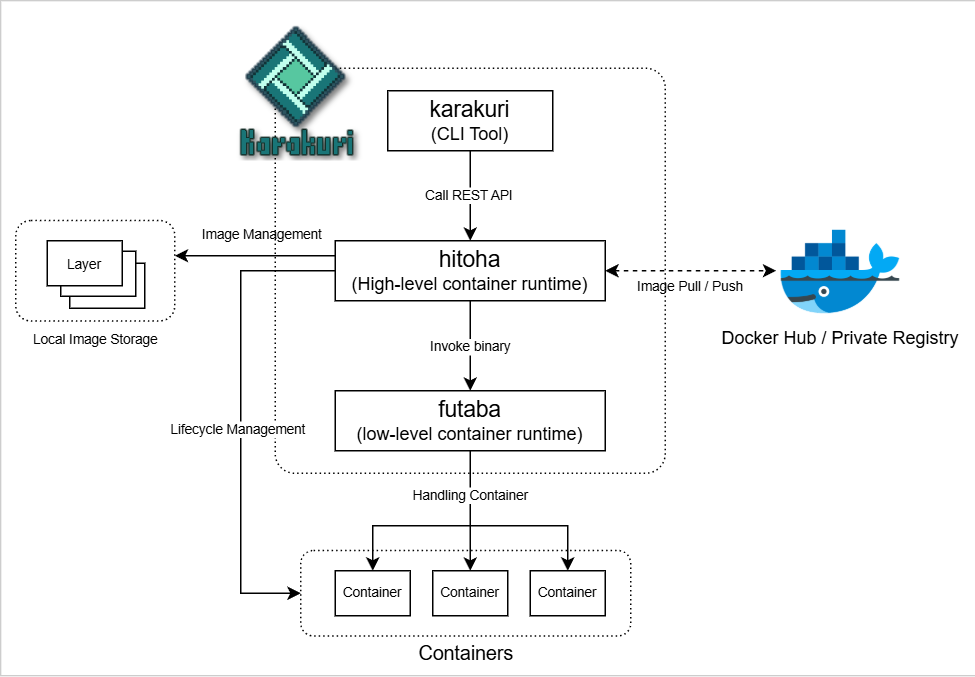 Karakuri
karakuri
(CLI Tool)
Call REST API
Image Management
Layer
hitoha
(High-level container runtime)
Image Pull / Push
Docker Hub / Private Registry
Local Image Storage
Invoke binary
futaba
(low-level container runtime)
Lifecycle Management
Handling Container
Container
Container
Container
Containers